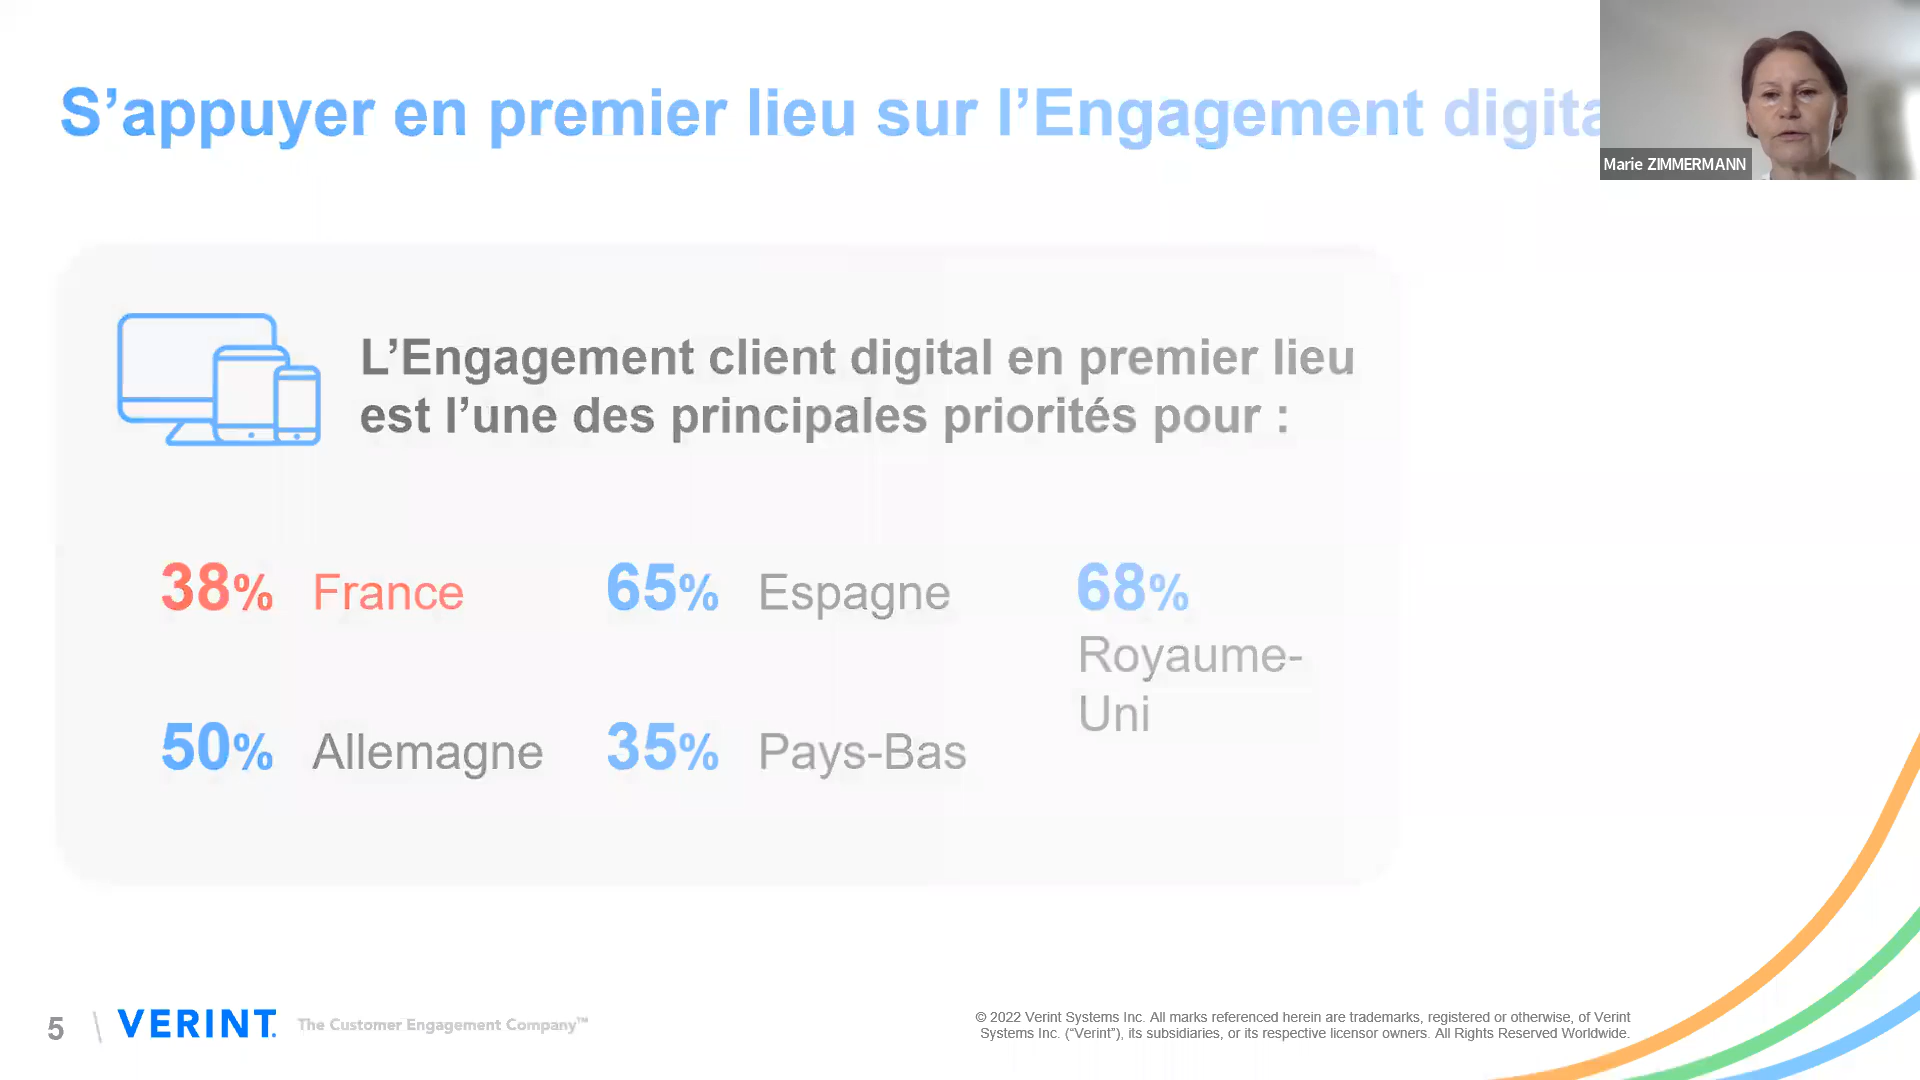 S’appuyer en premier lieu sur l’Engagement
Marie ZIMMERMANN
L’Engagement client digital en premier lieu
est l’une des principales priorités pour :
38% France
65% Espagne
68%
Royaume-
Uni
50% Allemagne
35% Pays-Bas
5
VERINT.
The Customer Engagement Company™
© 2022 Verint Systems Inc. All marks referenced herein are trademarks, registered or otherwise, of Verint
Systems Inc. (“Verint”), its subsidiaries, or its respective licensor owners. All Rights Reserved Worldwide.